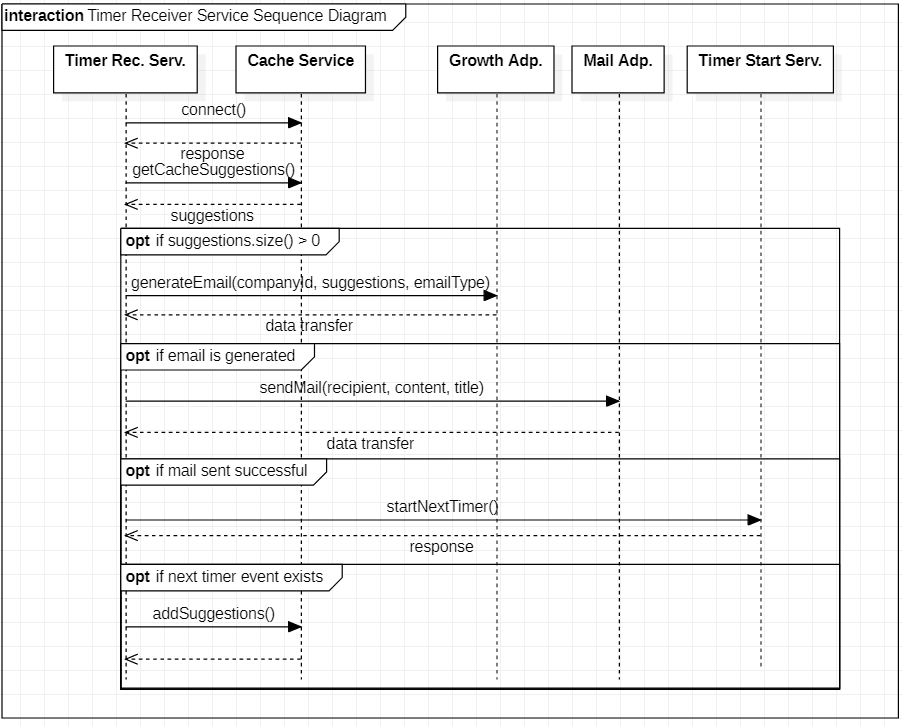 interaction Timer Receiver Service Sequence Diagram
Timer Rec. Serv.
Cache Service
Growth Adp.
Mail Adp.
Timer Start Serv.
connect()
response
getCacheSuggestions()
suggestions
opt if suggestions.size() > 0
generateEmail(companyId, suggestions, emailType)
data transfer
opt if email is generated
sendMail(recipient, content, title)
data transfer
opt if mail sent successful
startNextTimer()
response
opt if next timer event exists
addSuggestions()